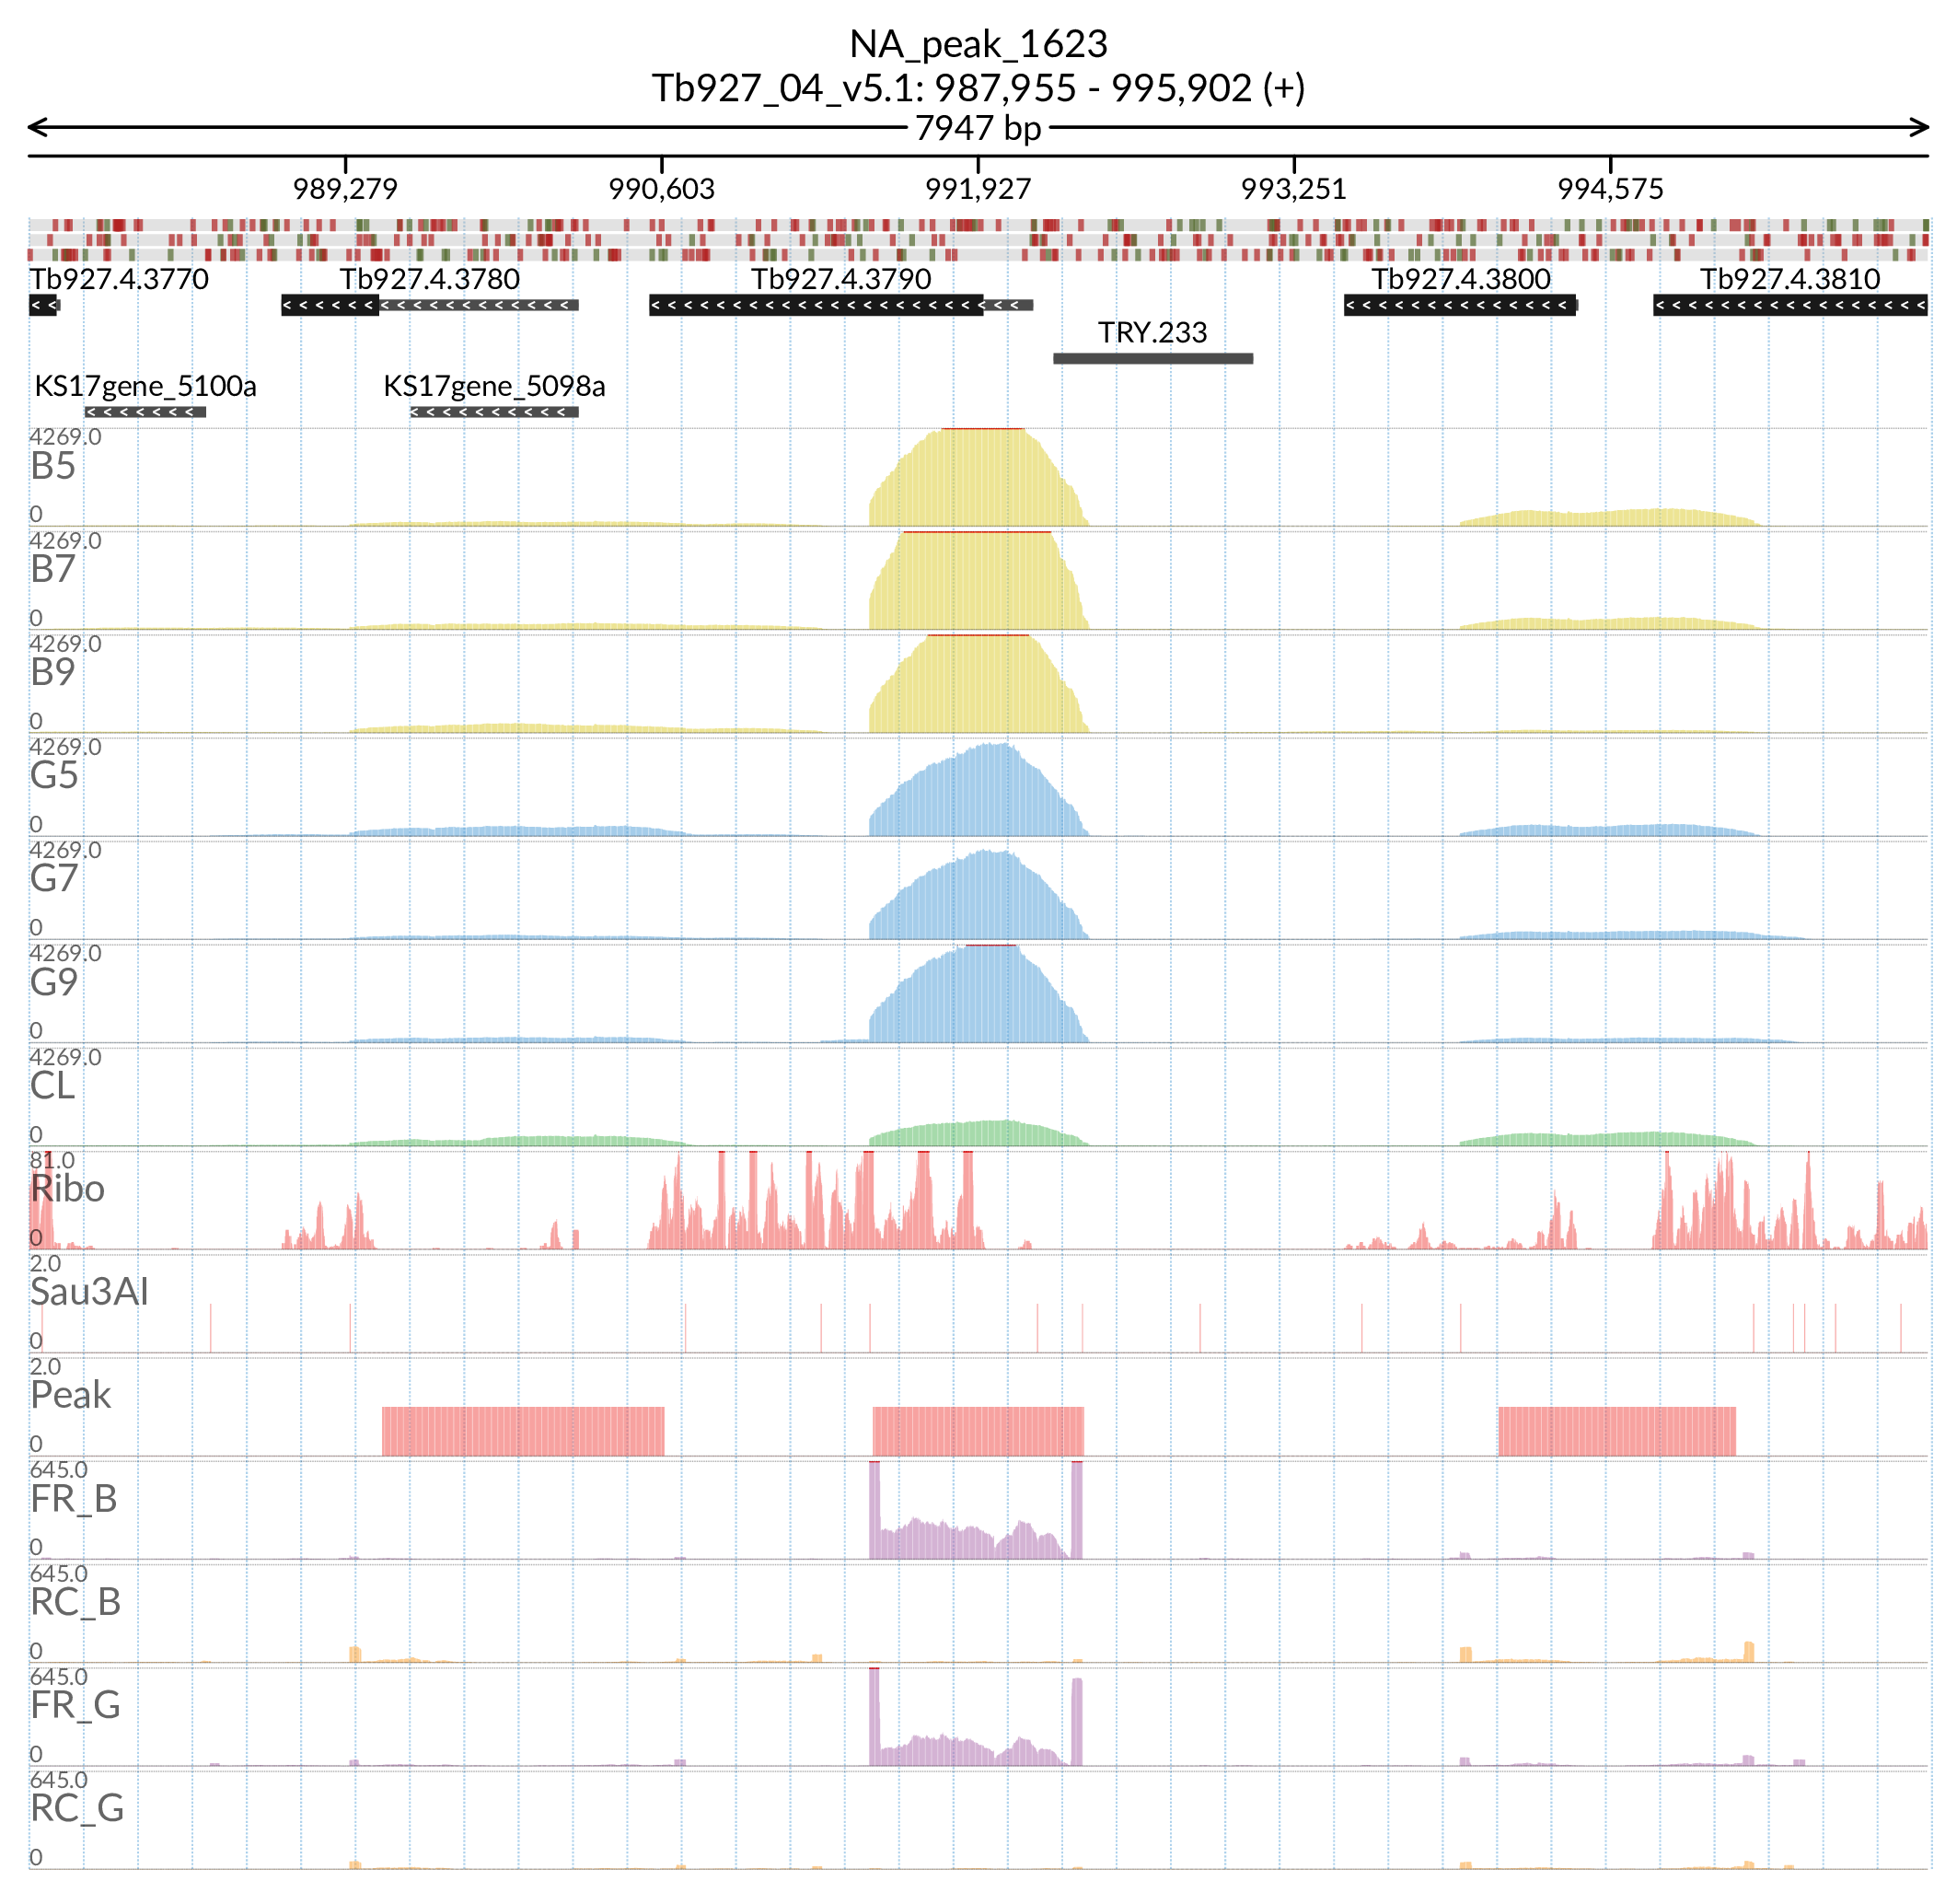 NA_peak_1623
Tb927_04_v5.1: 987,955 - 995,902 (+)
7947 bp
989,279 990,603 991,927 993,251 994,575
Tb927.4.3770 Tb927.4.3780 Tb927.4.3790 Tb927.4.3800 Tb927.4.3810
TRY.233
KS17gene_5100a KS17gene_5098a
4269.0
B5
0
4269.0
B7
0
4269.0
B9
0
4269.0
G5
0
4269.0
G7
0
4269.0
G9
0
4269.0
CL
0
81.0
Ribo
0
2.0
Sau3AI
0
2.0
Peak
0
645.0
FR_B
0
645.0
RC_B
0
645.0
FR_G
0
645.0
RC_G
0